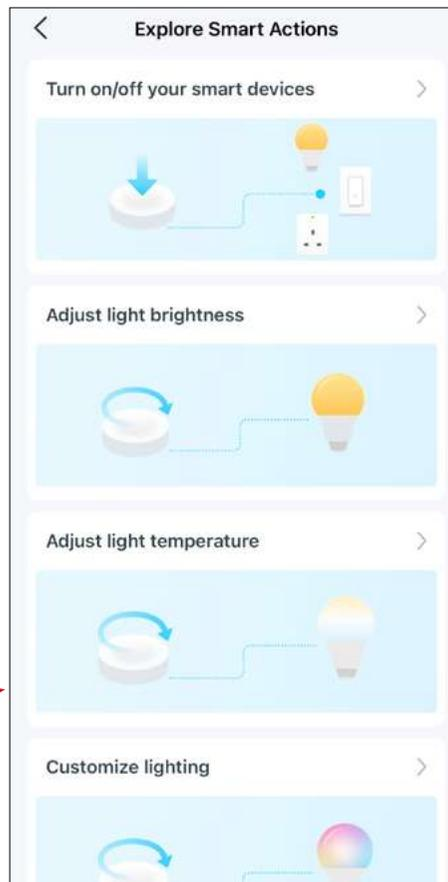 Explore Smart Actions
Turn on/off your smart devices
Adjust light brightness
Adjust light temperature
Customize lighting